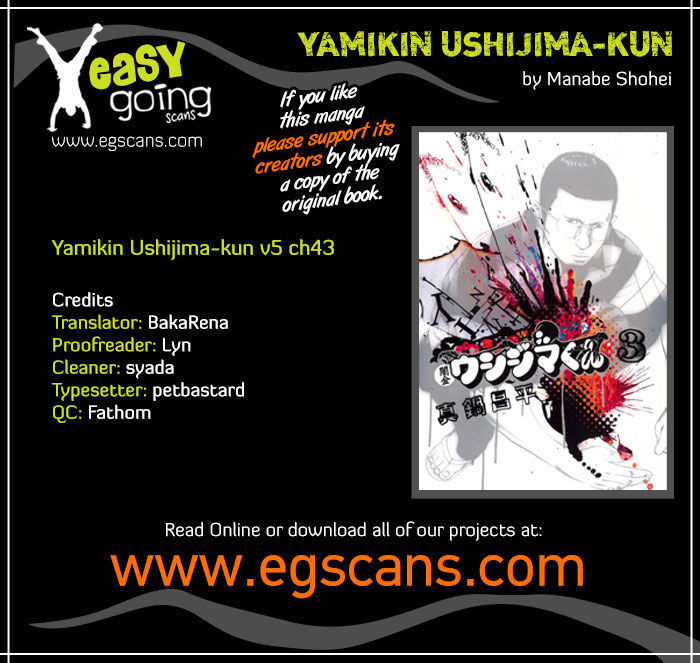 YAMIKIN USHIJIMA-KUN
by Manabe Shohei
easy
going
scans
www.egscans.com
If you like
this manga
please support its
creators by buying
a copy of the
original book.
Yamikin Ushijima-kun v5 ch43
Credits
Translator: BakaRena
Proofreader: Lyn
Cleaner: syada
Typesetter: petbastard
QC: Fathom
闇金
ウシジマくん 3
真鍋昌平
Read Online or download all of our projects at:
www.egscans.com